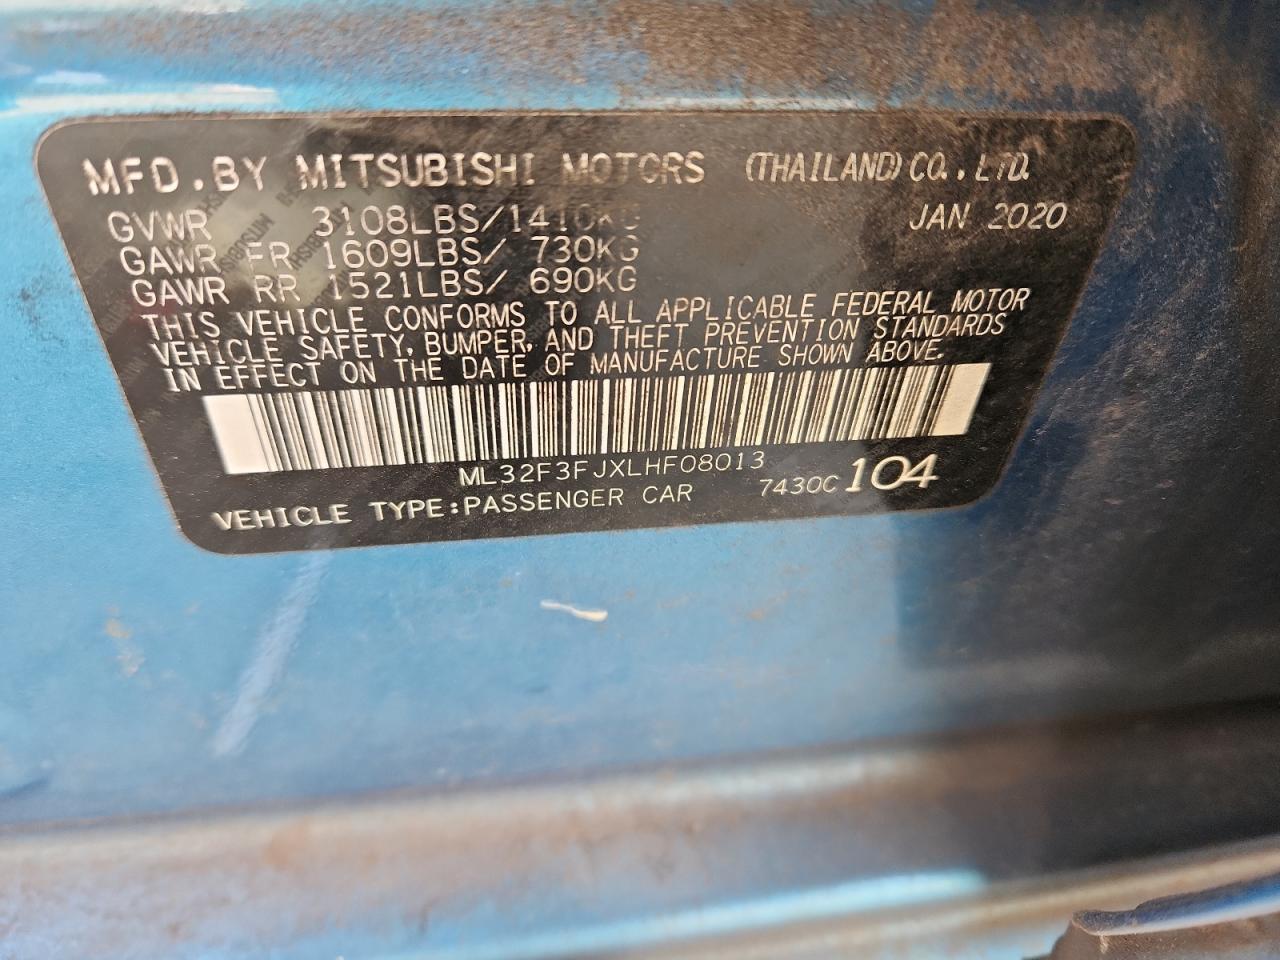 MFD.BY MITSUBISHI MOTORS (THAILAND) CO., LTD.
GVWR 3108LBS/1410KG JAN 2020
GAWR FR 1609LBS/ 730KG
GAWR RR 1521LBS/ 690KG
THIS VEHICLE CONFORMS TO ALL APPLICABLE FEDERAL MOTOR
VEHICLE SAFETY, BUMPER, AND THEFT PREVENTION STANDARDS
IN EFFECT ON THE DATE OF MANUFACTURE SHOWN ABOVE.
ML32F3FJXLHF08013
VEHICLE TYPE:PASSENGER CAR 7430C 104